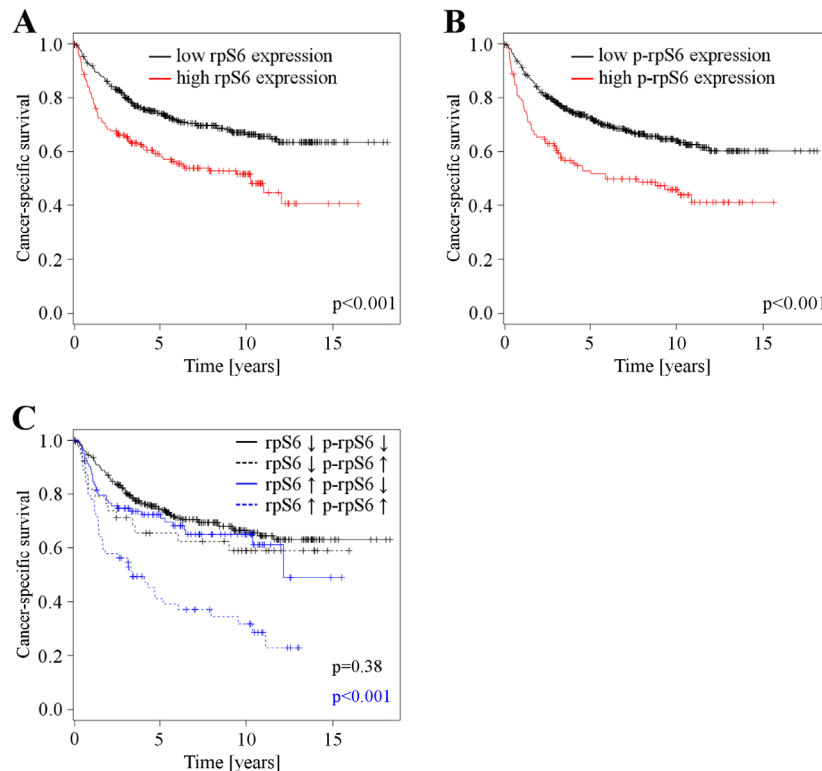 A
low rpS6 expression
high rpS6 expression
Cancer-specific survival
1.0
0.8
0.6
0.4
0.2
0.0
p<0.001
0 5 10 15
Time [years]
B
low p-rpS6 expression
high p-rpS6 expression
Cancer-specific survival
1.0
0.8
0.6
0.4
0.2
0.0
p<0.001
0 5 10 15
Time [years]
C
rpS6 ↓ p-rpS6 ↓
rpS6 ↓ p-rpS6 ↑
rpS6 ↑ p-rpS6 ↓
rpS6 ↑ p-rpS6 ↑
Cancer-specific survival
1.0
0.8
0.6
0.4
0.2
0.0
p=0.38
p<0.001
0 5 10 15
Time [years]